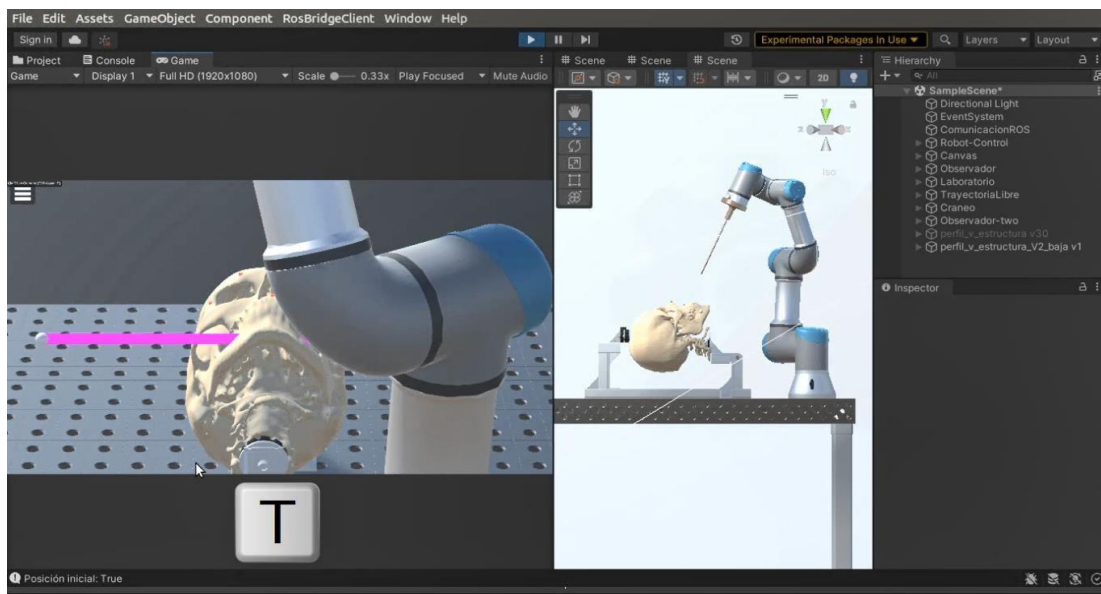 File Edit Assets GameObject Component RosBridgeClient Window Help
Sign in Experimental Packages In Use Layers Layout
Project Console Game Scene Scene Scene Hierarchy
Game Display 1 Full HD (1920x1080) Scale 0.33x Play Focused Mute Audio 2D All
SampleScene*
Directional Light
EventSystem
ComunicacionROS
Robot-Control
Canvas
Observador
Laboratorio
TrayectoriaLibre
Craneo
Observador-two
perfil_v_estructura v30
perfil_v_estructura_V2_baja v1
y
Iso
Inspector
T
Posición inicial: True